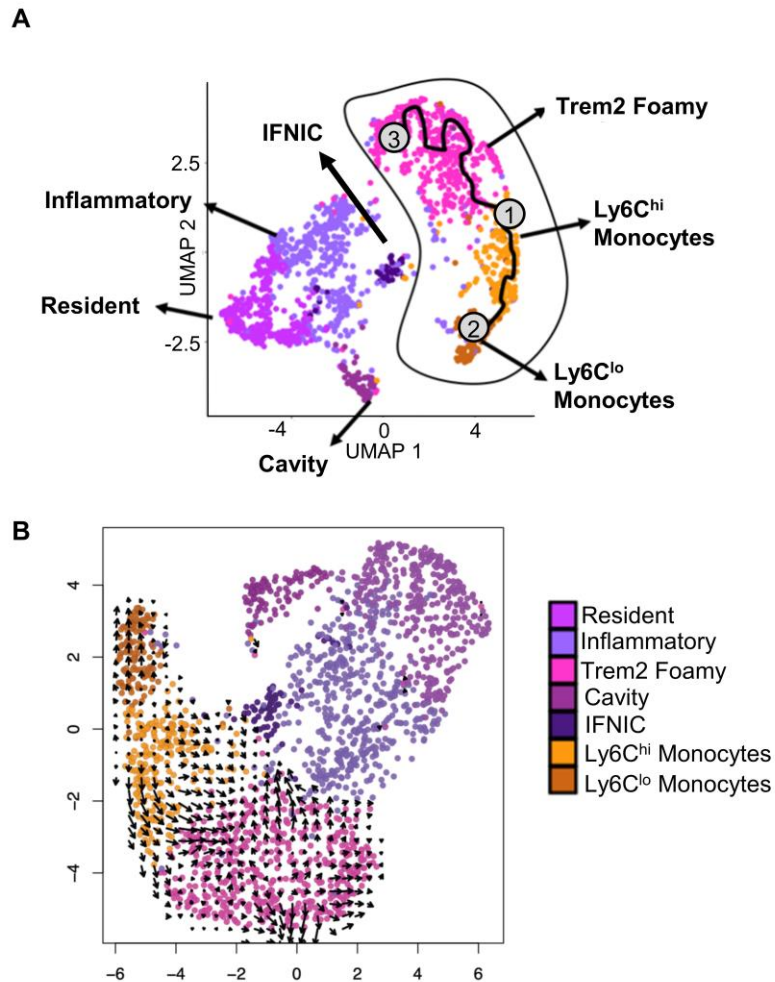 A
IFNIC
Trem2 Foamy
3
2.5
Inflammatory
1
Ly6Chi
Monocytes
UMAP 2
Resident
-2.5
2
Ly6Clo
Monocytes
-4
0
4
UMAP 1
Cavity
B
4
2
0
-2
-4
-6
-4
-2
0
2
4
6
Resident
Inflammatory
Trem2 Foamy
Cavity
IFNIC
Ly6Chi Monocytes
Ly6Clo Monocytes